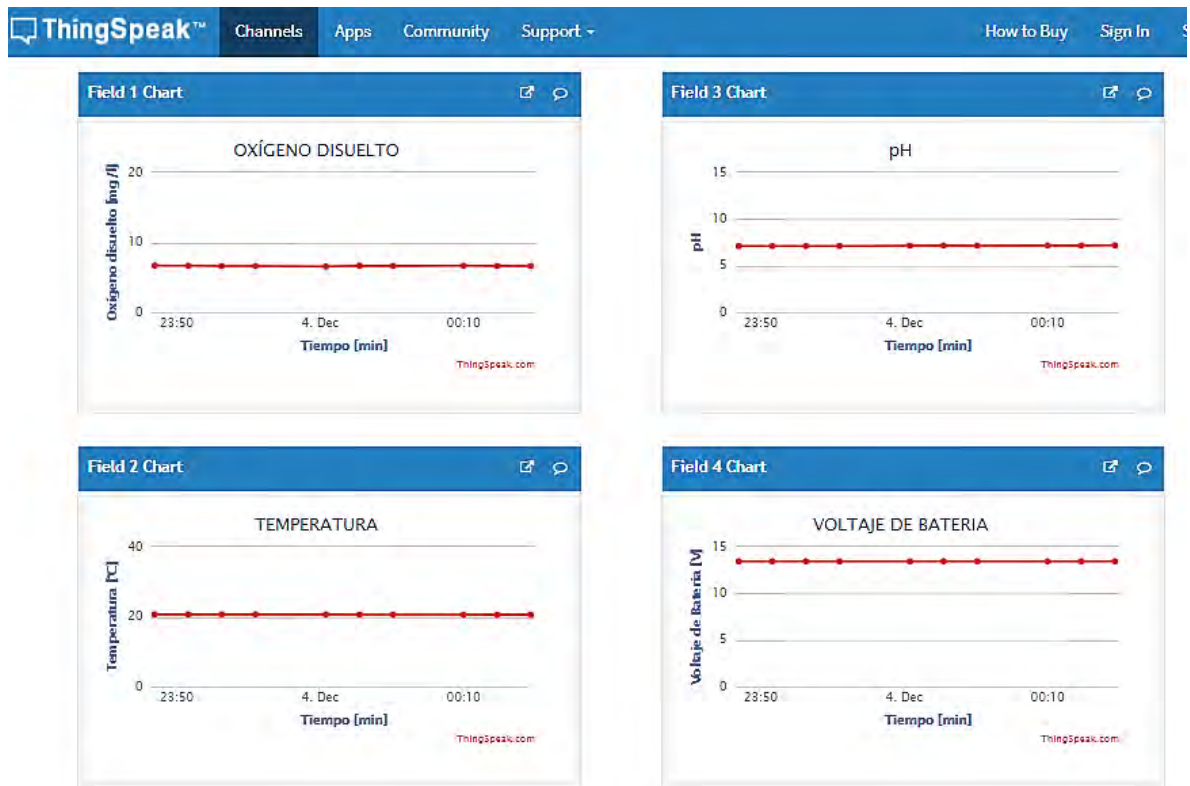 ThingSpeak™ Channels Apps Community Support How to Buy Sign In
Field 1 Chart
OXÍGENO DISUELTO
Oxígeno disuelto [mg /l]
20
10
0
23:50 4. Dec 00:10
Tiempo [min]
ThingSpeak.com
Field 3 Chart
pH
pH
15
10
5
0
23:50 4. Dec 00:10
Tiempo [min]
ThingSpeak.com
Field 2 Chart
TEMPERATURA
Temperatura [°C]
40
20
0
23:50 4. Dec 00:10
Tiempo [min]
ThingSpeak.com
Field 4 Chart
VOLTAJE DE BATERIA
Voltaje de Bateria [V]
15
10
5
0
23:50 4. Dec 00:10
Tiempo [min]
ThingSpeak.com